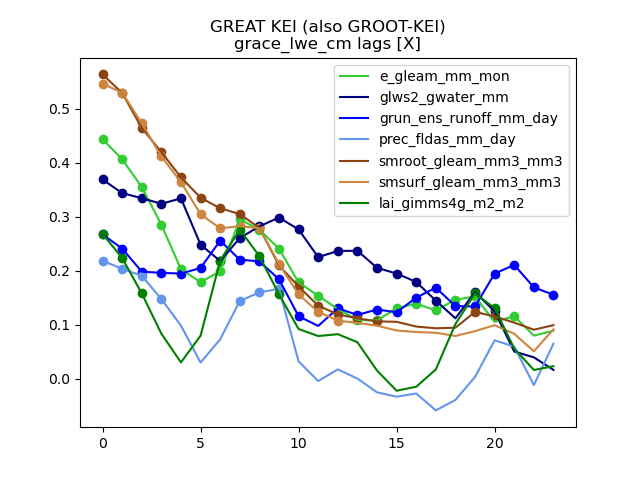 GREAT KEI (also GROOT-KEI)
grace_lwe_cm lags [X]
e_gleam_mm_mon
glws2_gwater_mm
grun_ens_runoff_mm_day
prec_fldas_mm_day
smroot_gleam_mm3_mm3
smsurf_gleam_mm3_mm3
lai_gimms4g_m2_m2
0.5
0.4
0.3
0.2
0.1
0.0
0 5 10 15 20